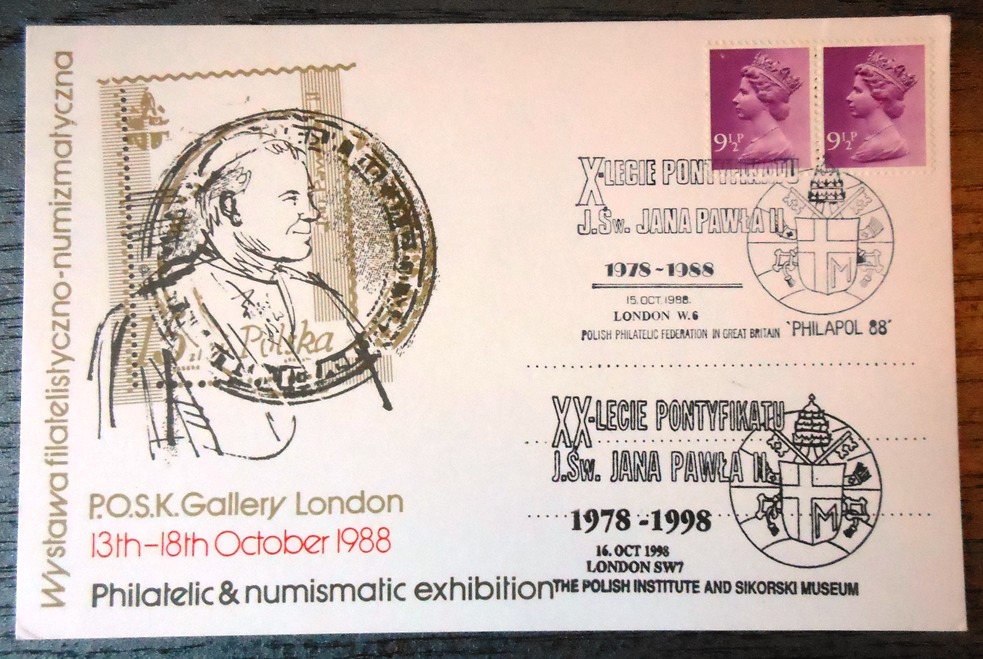 Wystawa filatelistyczno-numizmatyczna
Polska
P.O.S.K. Gallery London
13th-18th October 1988
Philatelic & numismatic exhibition
9½P
9½P
X-LECIE PONTYFIKATU
J.Św. JANA PAWŁA II.
1978-1988
15.OCT.1988.
LONDON W.6
POLISH PHILATELIC FEDERATION IN GREAT BRITAIN "PHILAPOL 88"
M
XX-LECIE PONTYFIKATU
J.Św. JANA PAWŁA II.
1978-1998
16. OCT 1998
LONDON SW7
THE POLISH INSTITUTE AND SIKORSKI MUSEUM
M